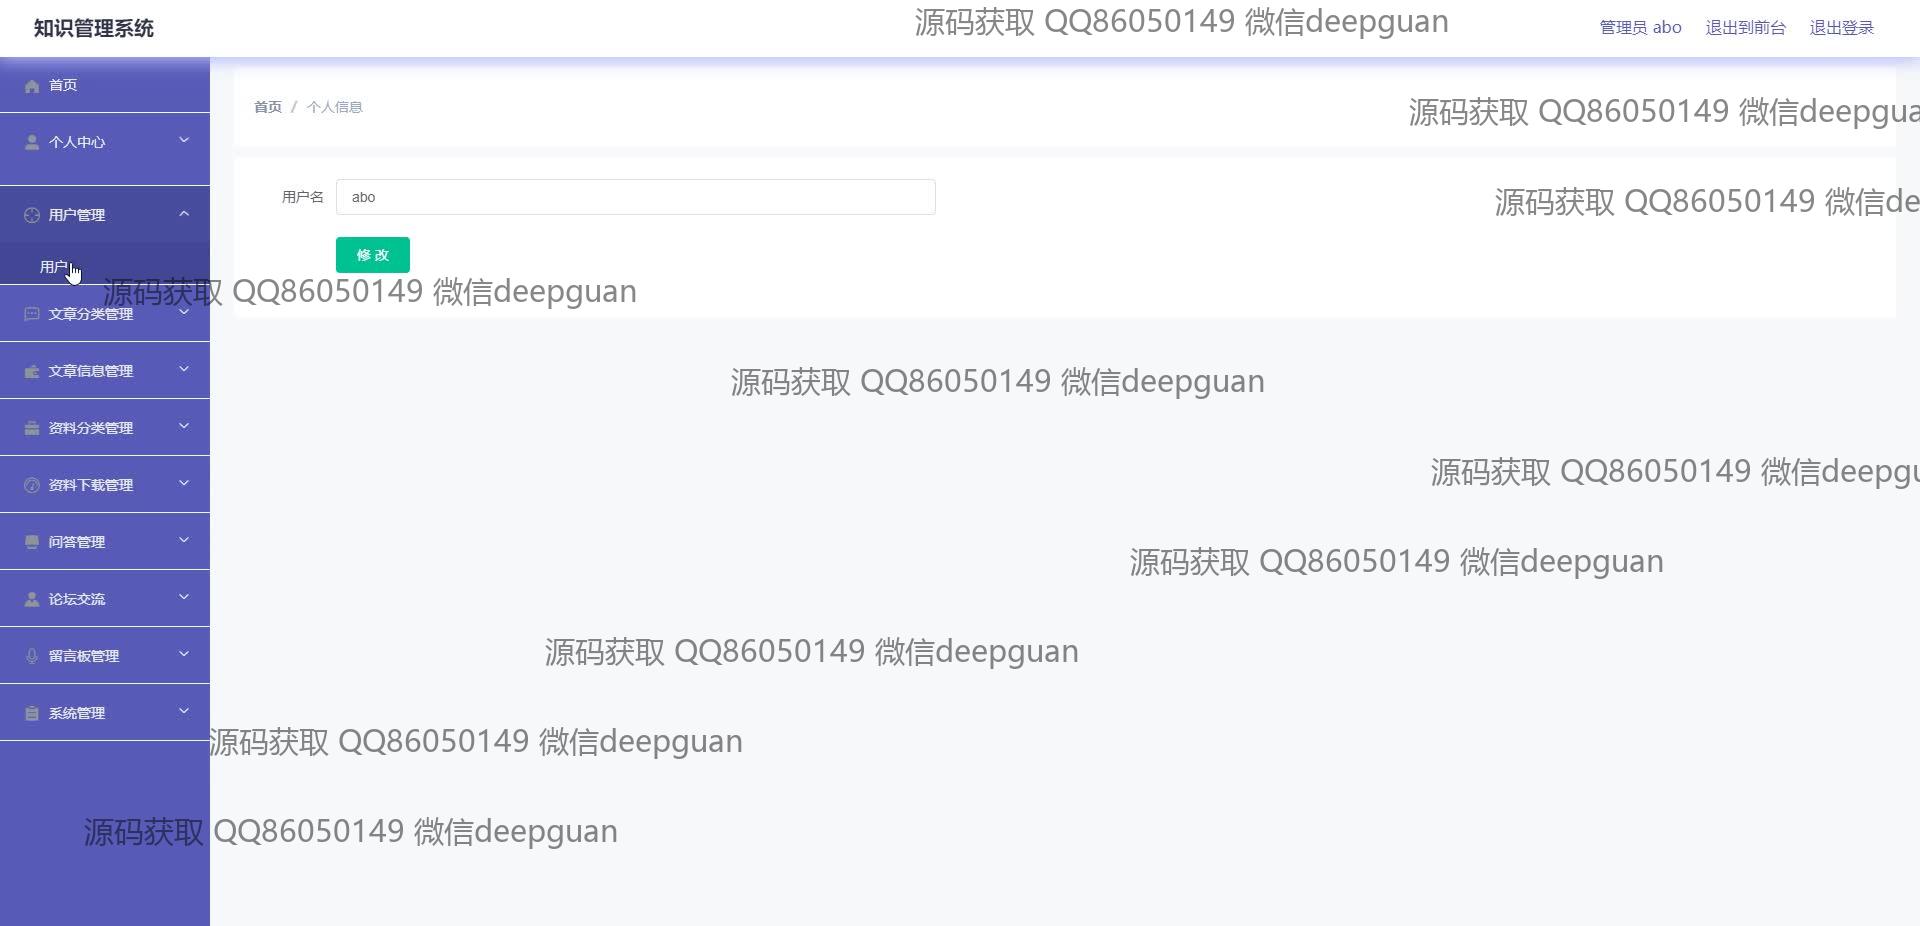 知识管理系统
源码获取 QQ86050149 微信deepguan
管理员 abo
退出到前台
退出登录
首页
个人中心
用户管理
用户
文章分类管理
文章信息管理
资料分类管理
资料下载管理
问答管理
论坛交流
留言板管理
系统管理
首页 / 个人信息
源码获取 QQ86050149 微信deepgua
用户名 abo
源码获取 QQ86050149 微信de
修 改
源码获取 QQ86050149 微信deepguan
源码获取 QQ86050149 微信deepguan
源码获取 QQ86050149 微信deepgu
源码获取 QQ86050149 微信deepguan
源码获取 QQ86050149 微信deepguan
源码获取 QQ86050149 微信deepguan
源码获取 QQ86050149 微信deepguan